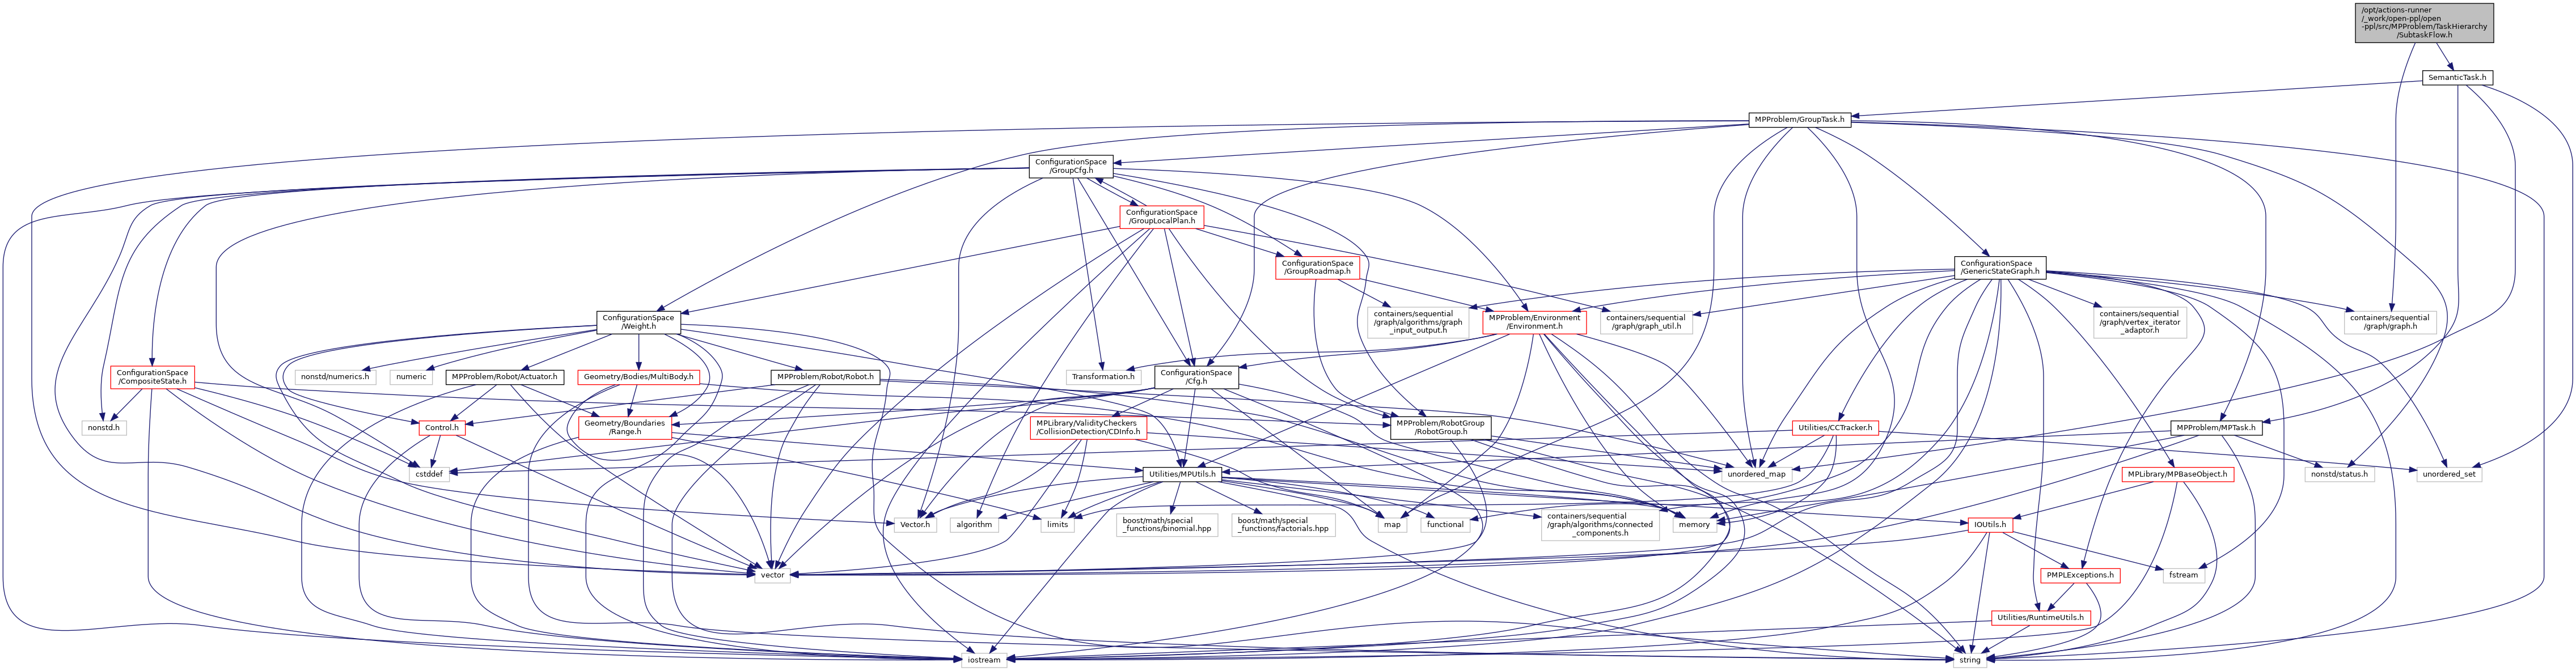 /opt/actions-runner
/_work/open-ppl/open
-ppl/src/MPProblem/TaskHierarchy
/SubtaskFlow.h
SemanticTask.h
MPProblem/GroupTask.h
ConfigurationSpace
/GroupCfg.h
ConfigurationSpace
/GroupLocalPlan.h
ConfigurationSpace
/GroupRoadmap.h
ConfigurationSpace
/GenericStateGraph.h
ConfigurationSpace
/Weight.h
containers/sequential
/graph/algorithms/graph
_input_output.h
MPProblem/Environment
/Environment.h
containers/sequential
/graph/graph_util.h
containers/sequential
/graph/vertex_iterator
_adaptor.h
containers/sequential
/graph/graph.h
ConfigurationSpace
/CompositeState.h
nonstd/numerics.h
numeric
MPProblem/Robot/Actuator.h
Geometry/Bodies/MultiBody.h
MPProblem/Robot/Robot.h
Transformation.h
ConfigurationSpace
/Cfg.h
nonstd.h
Control.h
Geometry/Boundaries
/Range.h
MPLibrary/ValidityCheckers
/CollisionDetection/CDInfo.h
MPProblem/RobotGroup
/RobotGroup.h
Utilities/CCTracker.h
MPProblem/MPTask.h
cstddef
Utilities/MPUtils.h
unordered_map
MPLibrary/MPBaseObject.h
nonstd/status.h
unordered_set
Vector.h
algorithm
limits
boost/math/special
_functions/binomial.hpp
boost/math/special
_functions/factorials.hpp
map
functional
containers/sequential
/graph/algorithms/connected
_components.h
memory
IOUtils.h
vector
PMPLExceptions.h
fstream
Utilities/RuntimeUtils.h
iostream
string